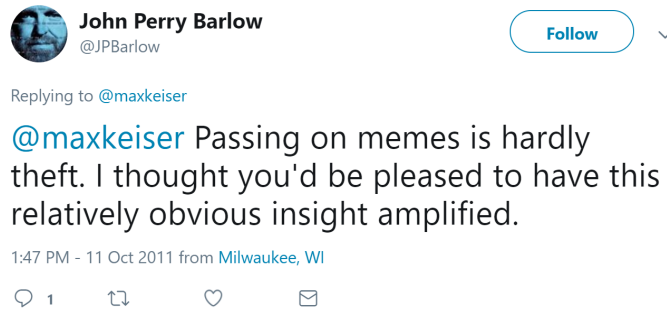 John Perry Barlow
@JPBarlow
Follow
Replying to @maxkeiser
@maxkeiser Passing on memes is hardly
theft. I thought you'd be pleased to have this
relatively obvious insight amplified.
1:47 PM - 11 Oct 2011 from Milwaukee, WI
1